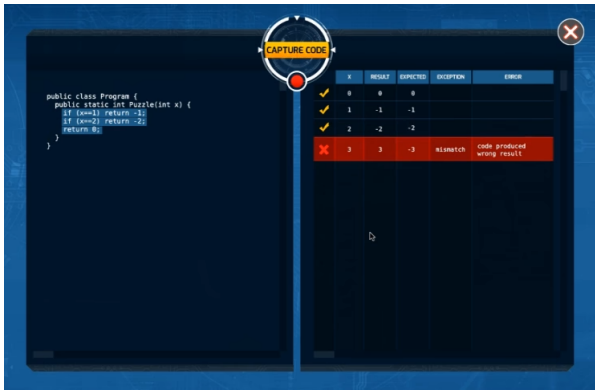 CAPTURE CODE
public class Program {
public static int Puzzle(int x) {
if (x==1) return -1;
if (x==2) return -2;
return 0;
}
}
X RESULT EXPECTED EXCEPTION ERROR
0 0 0
1 -1 -1
2 -2 -2
3 3 -3 mismatch code produced
wrong result